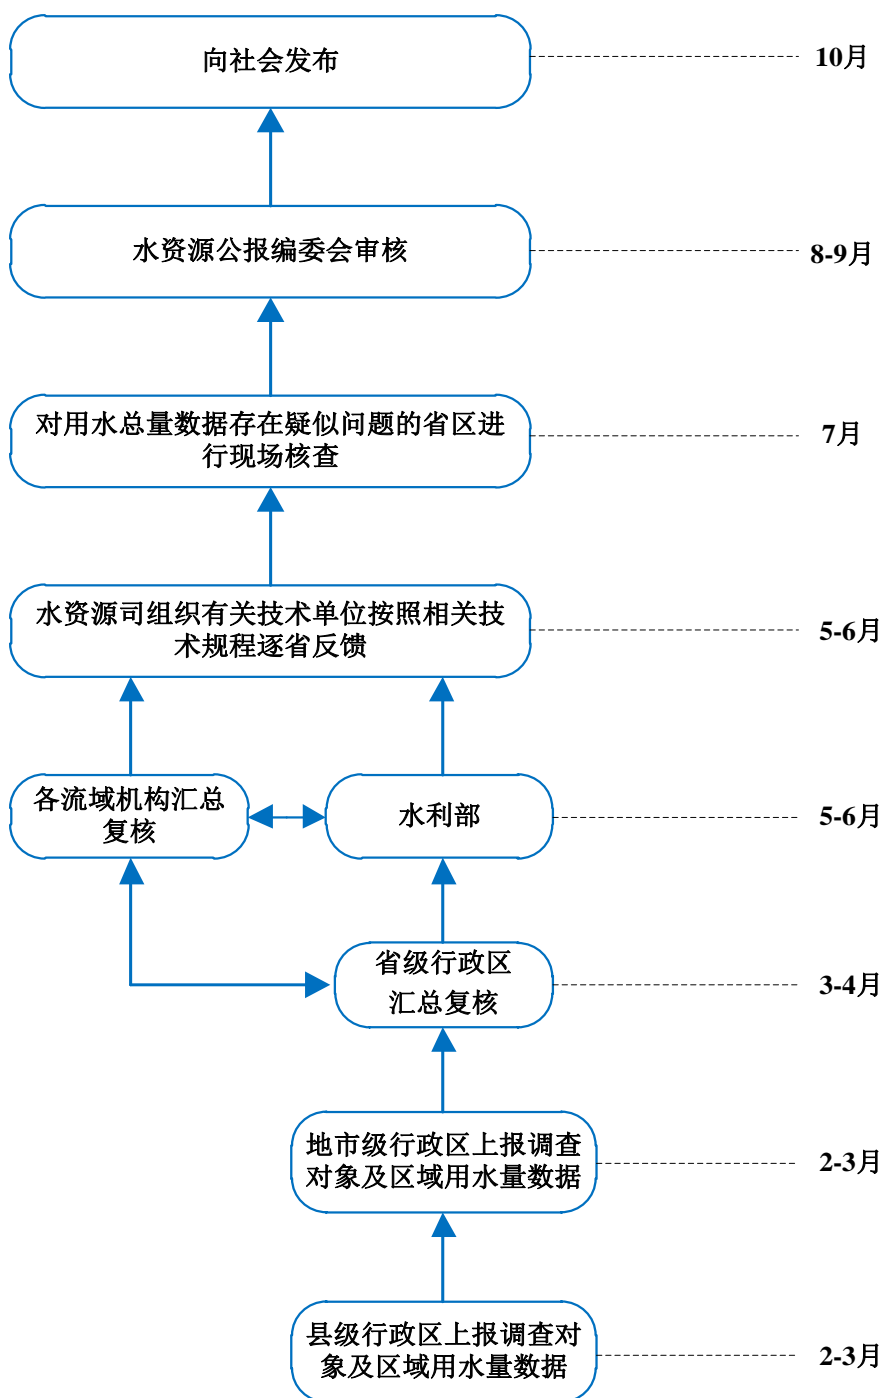 向社会发布
10月
水资源公报编委会审核
8-9月
对用水总量数据存在疑似问题的省区进
行现场核查
7月
水资源司组织有关技术单位按照相关技
术规程逐省反馈
5-6月
各流域机构汇总
复核
水利部
5-6月
省级行政区
汇总复核
3-4月
地市级行政区上报调查
对象及区域用水量数据
2-3月
县级行政区上报调查对
象及区域用水量数据
2-3月